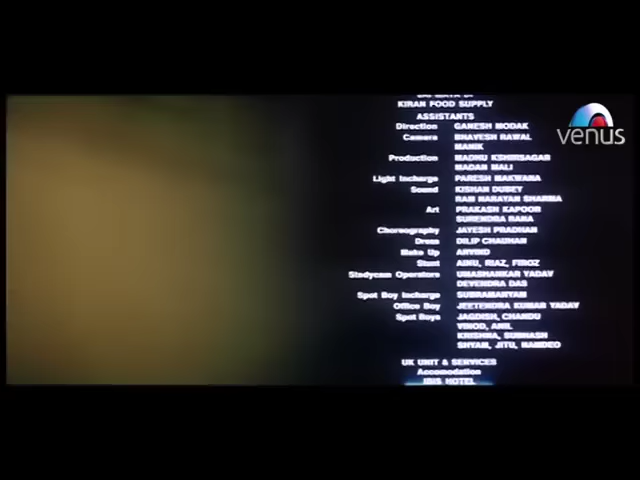 KIRAN FOOD SUPPLY
ASSISTANTS
Direction GANESH MODAK
Camera BHAVESH RAWAL
MANIK
Production MADHU KSHIRSAGAR
MADAN MALI
Light Incharge PARESH MAKWANA
Sound KISHAN DUBEY
RAM NARAYAN SHARMA
Art PRAKASH KAPOOR
SURENDRA RANA
Choreography JAYESH PRADHAN
Dress DILIP CHAUHAN
Make Up ARVIND
Stunt AINU, RIAZ, FIROZ
Stadycam Operators UMASHANKAR YADAV
DEVENDRA DAS
Spot Boy Incharge SUBRAMANYAM
Office Boy JEETENDRA KUMAR YADAV
Spot Boys JAGDISH, CHANDU
VINOD, ANIL
KRISHNA, SUBHASH
SHYAM, JITU, NAMDEO
UK UNIT & SERVICES
Accomodation
IBIS HOTEL
venus